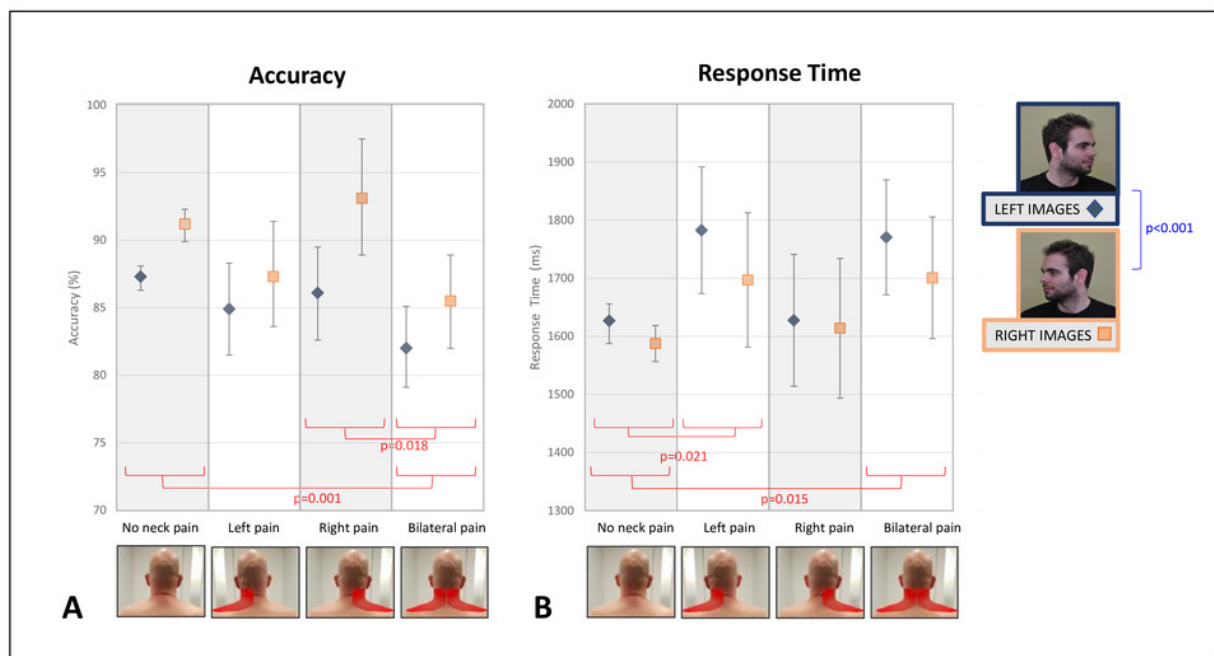 Accuracy
Accuracy (%)
100
95
90
85
80
75
70
p=0.018
p=0.001
No neck pain
Left pain
Right pain
Bilateral pain
A
Response Time
Response Time (ms)
2000
1900
1800
1700
1600
1500
1400
1300
p=0.021
p=0.015
No neck pain
Left pain
Right pain
Bilateral pain
B
LEFT IMAGES
p<0.001
RIGHT IMAGES